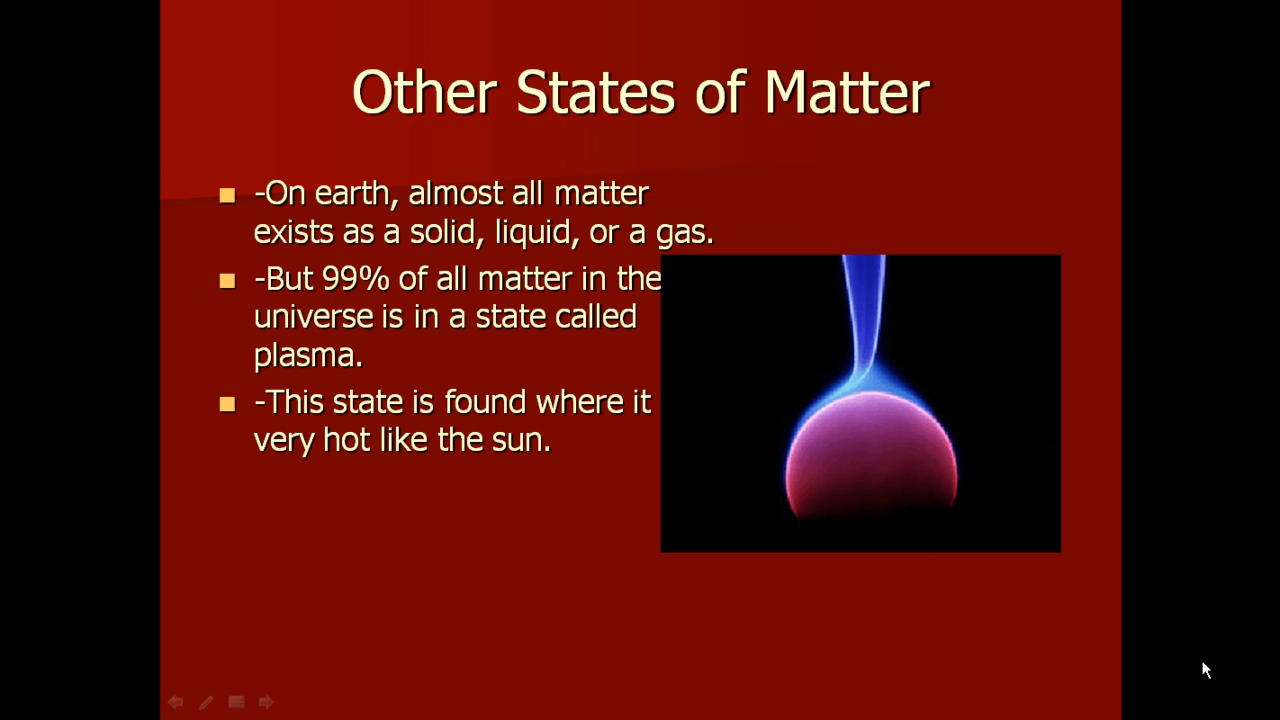 Other States of Matter
-On earth, almost all matter
exists as a solid, liquid, or a gas.
-But 99% of all matter in the
universe is in a state called
plasma.
-This state is found where it
very hot like the sun.